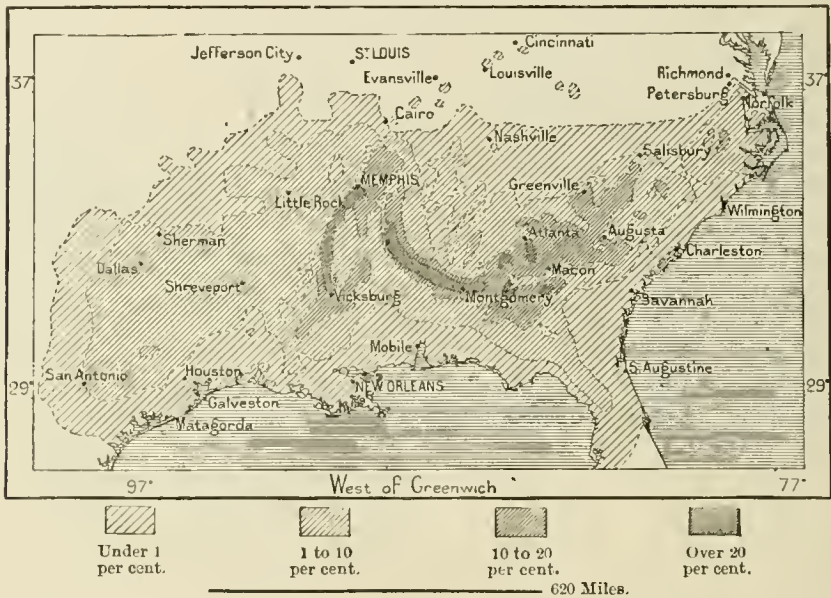 Cincinnati
Jefferson City
ST LOUIS
Evansville
Louisville
Richmond
37
37
Petersburg
Norfolk
Cairo
Nashville
Salisbury
MEMPHIS
Greenville
Little Rock
Wilmington
Sherman
Atlanta
Augusta
Charleston
Dallas
Macon
Shreveport
Vicksburg
Montgomery
Savannah
Mobile
S. Augustine
San Antonio
Houston
29
NEW ORLEANS
29
Galveston
Matagorda
97
West of Greenwich
77
Under 1
per cent.
1 to 10
per cent.
10 to 20
per cent.
Over 20
per cent.
620 Miles.